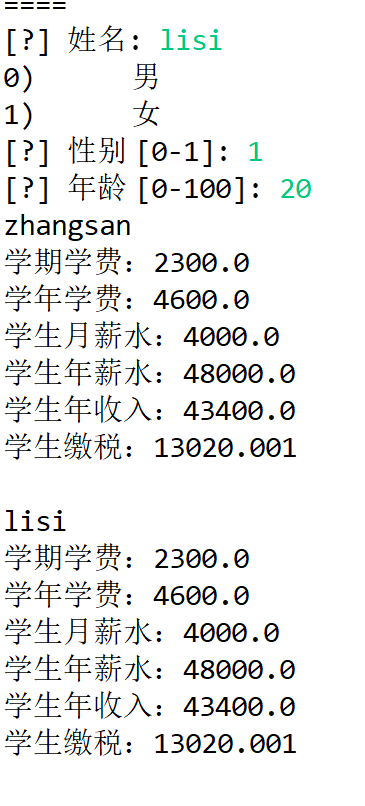 ====
[?] 姓名: lisi
0) 男
1) 女
[?] 性别 [0-1]: 1
[?] 年龄 [0-100]: 20
zhangsan
学期学费: 2300.0
学年学费: 4600.0
学生月薪水: 4000.0
学生年薪水: 48000.0
学生年收入: 43400.0
学生缴税: 13020.001
lisi
学期学费: 2300.0
学年学费: 4600.0
学生月薪水: 4000.0
学生年薪水: 48000.0
学生年收入: 43400.0
学生缴税: 13020.001